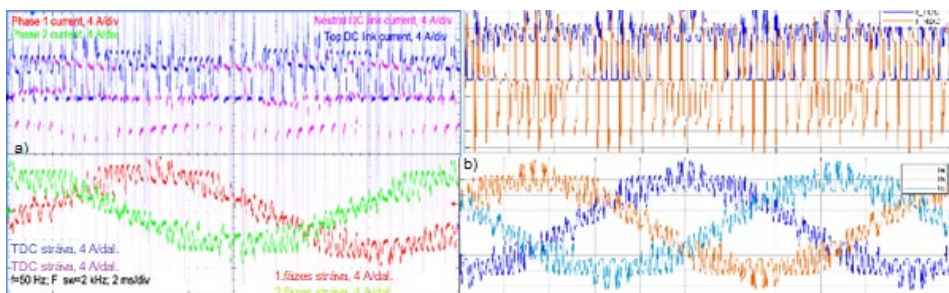 Phase 1 current, 4 A/div
Phase 2 current, 4 A/div
Neutral DC link current, 4 A/div
Top DC link current, 4 A/div
a)
TDC strāva, 4 A/dal.
TDC strāva, 4 A/dal.
f=50 Hz; F sw=2 kHz; 2 ms/div
1.fāzes strāva, 4 A/dal.
2.fāzes strāva, 4 A/dal.
b)